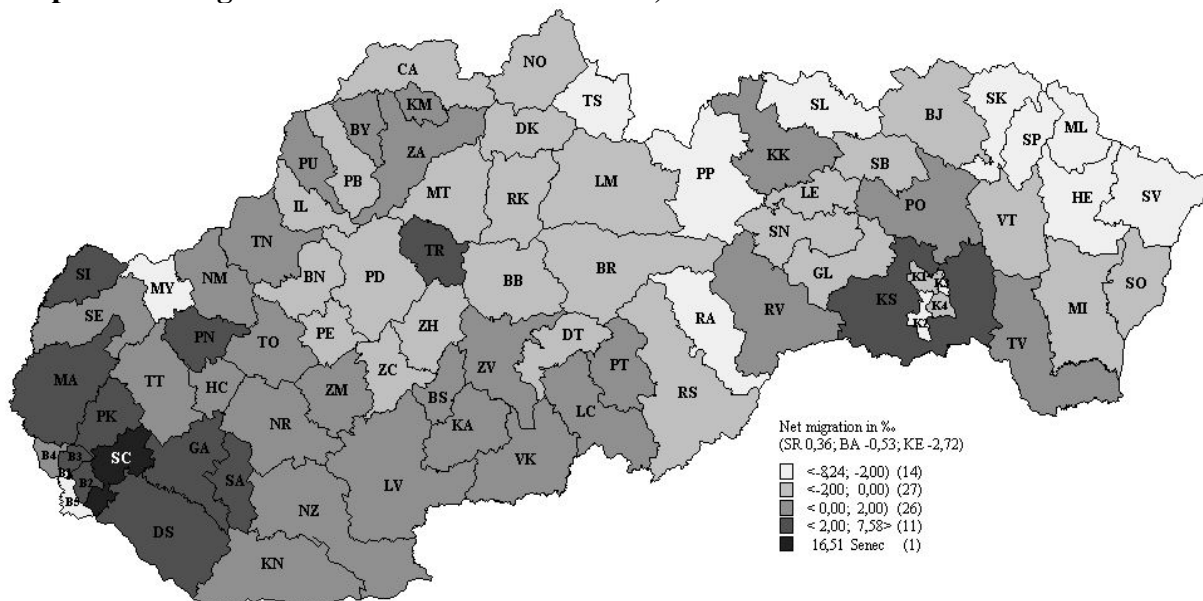 NO
CA
TS
SL
SK
KM
BJ
ML
BY
DK
SP
PU
ZA
KK
SB
PB
PP
LM
HE
SV
MT
RK
LE
PO
IL
VT
TN
SN
TR
SI
NM
BN
PD
BB
BR
GL
MY
KS
K1
K3
SO
SE
K4
MI
RA
RV
K2
PN
TO
PE
ZH
DT
TV
MA
TT
HC
ZM
ZC
ZV
PT
PK
BS
RS
NR
KA
LC
GA
SC
B4
B3
VK
B1
B2
SA
LV
B5
NZ
DS
KN
Net migration in ‰
(SR 0,36; BA -0,53; KE -2,72)
<-8,24; -2,00) (14)
<-2,00; 0,00) (27)
< 0,00; 2,00) (26)
< 2,00; 7,58> (11)
16,51 Senec (1)